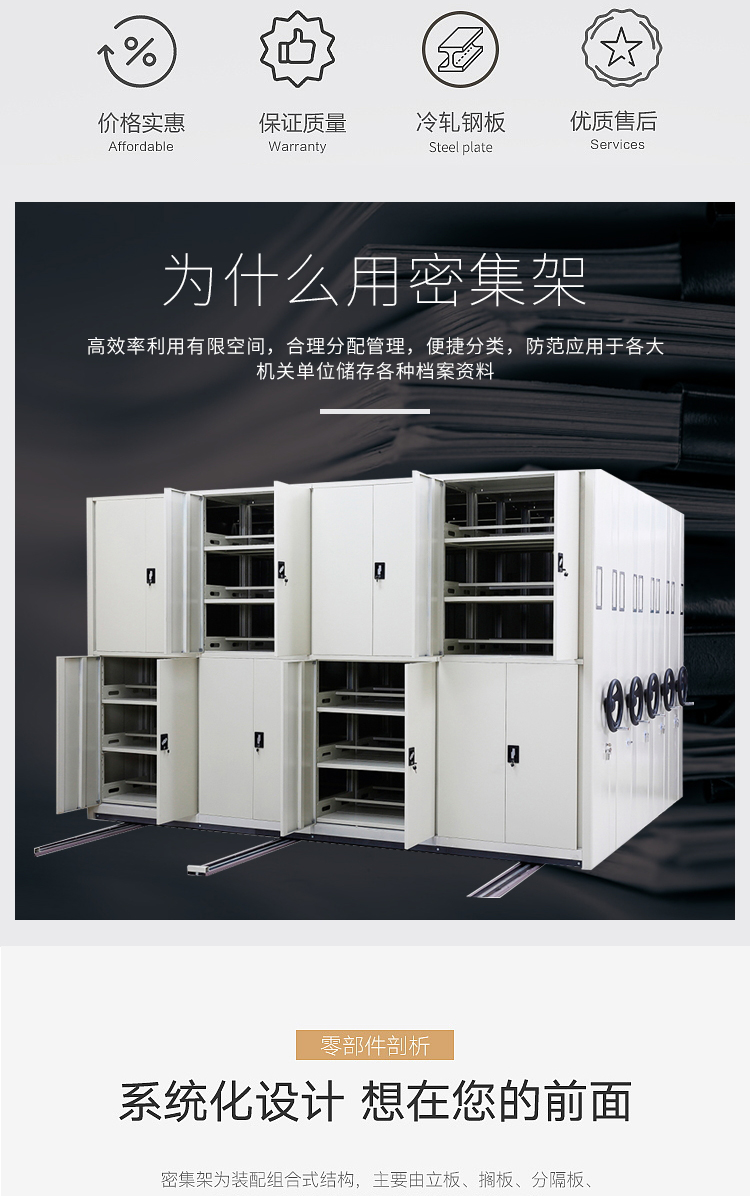 价格实惠 保证质量 冷轧钢板 优质售后
Affordable Warranty Steel plate Services
为什么用密集架
高效率利用有限空间，合理分配管理，便捷分类，防范应用于各大
机关单位储存各种档案资料
零部件剖析
系统化设计 想在您的前面
密集架为装配组合式结构，主要由立板、搁板、分隔板、